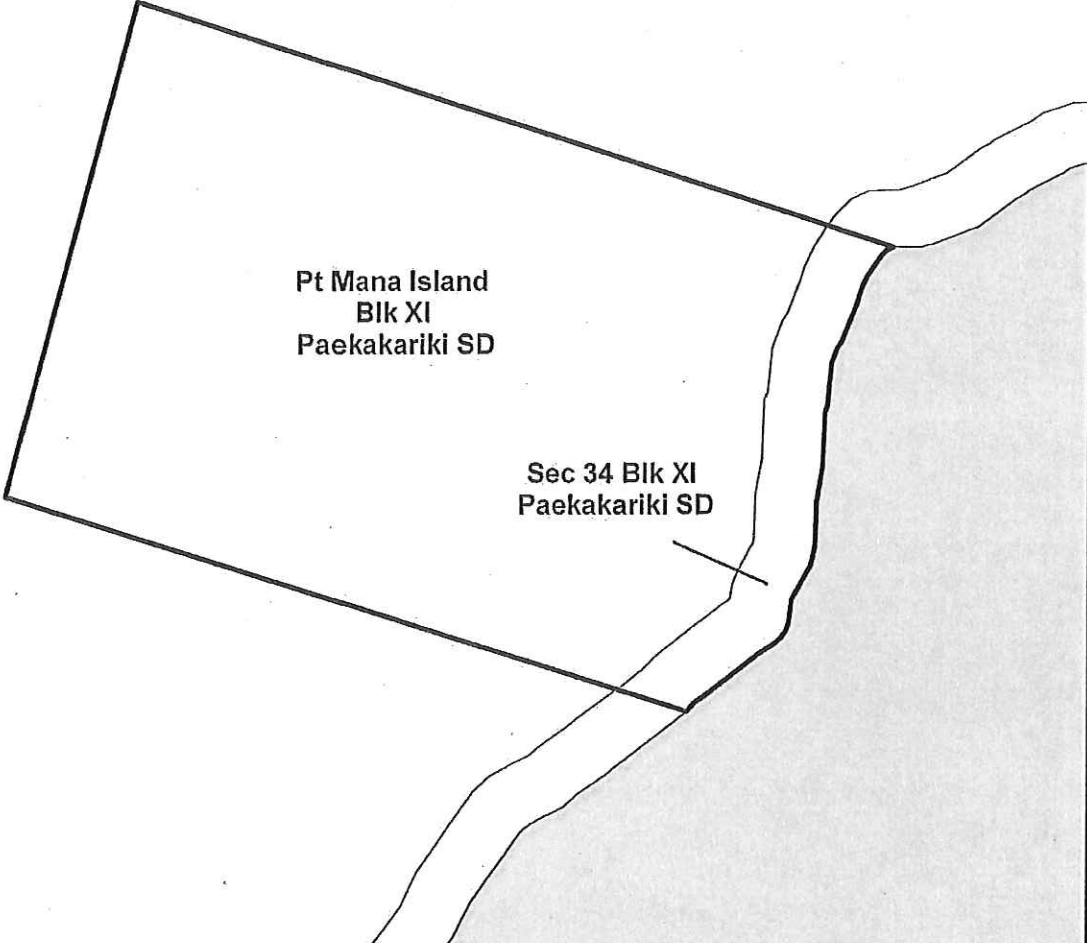 Pt Mana Island
Blk XI
Paekakariki SD
Sec 34 Blk XI
Paekakariki SD